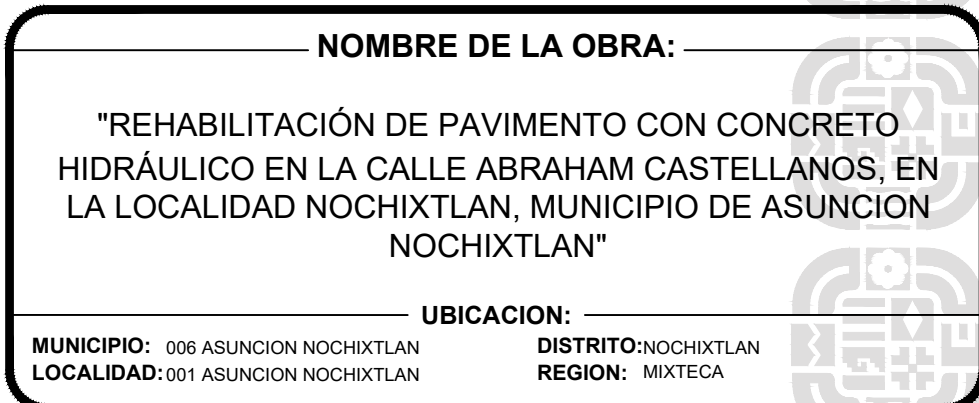 NOMBRE DE LA OBRA:
"REHABILITACIÓN DE PAVIMENTO CON CONCRETO
HIDRÁULICO EN LA CALLE ABRAHAM CASTELLANOS, EN
LA LOCALIDAD NOCHIXTLAN, MUNICIPIO DE ASUNCION
NOCHIXTLAN"
UBICACION:
MUNICIPIO: 006 ASUNCION NOCHIXTLAN DISTRITO:NOCHIXTLAN
LOCALIDAD:001 ASUNCION NOCHIXTLAN REGION: MIXTECA